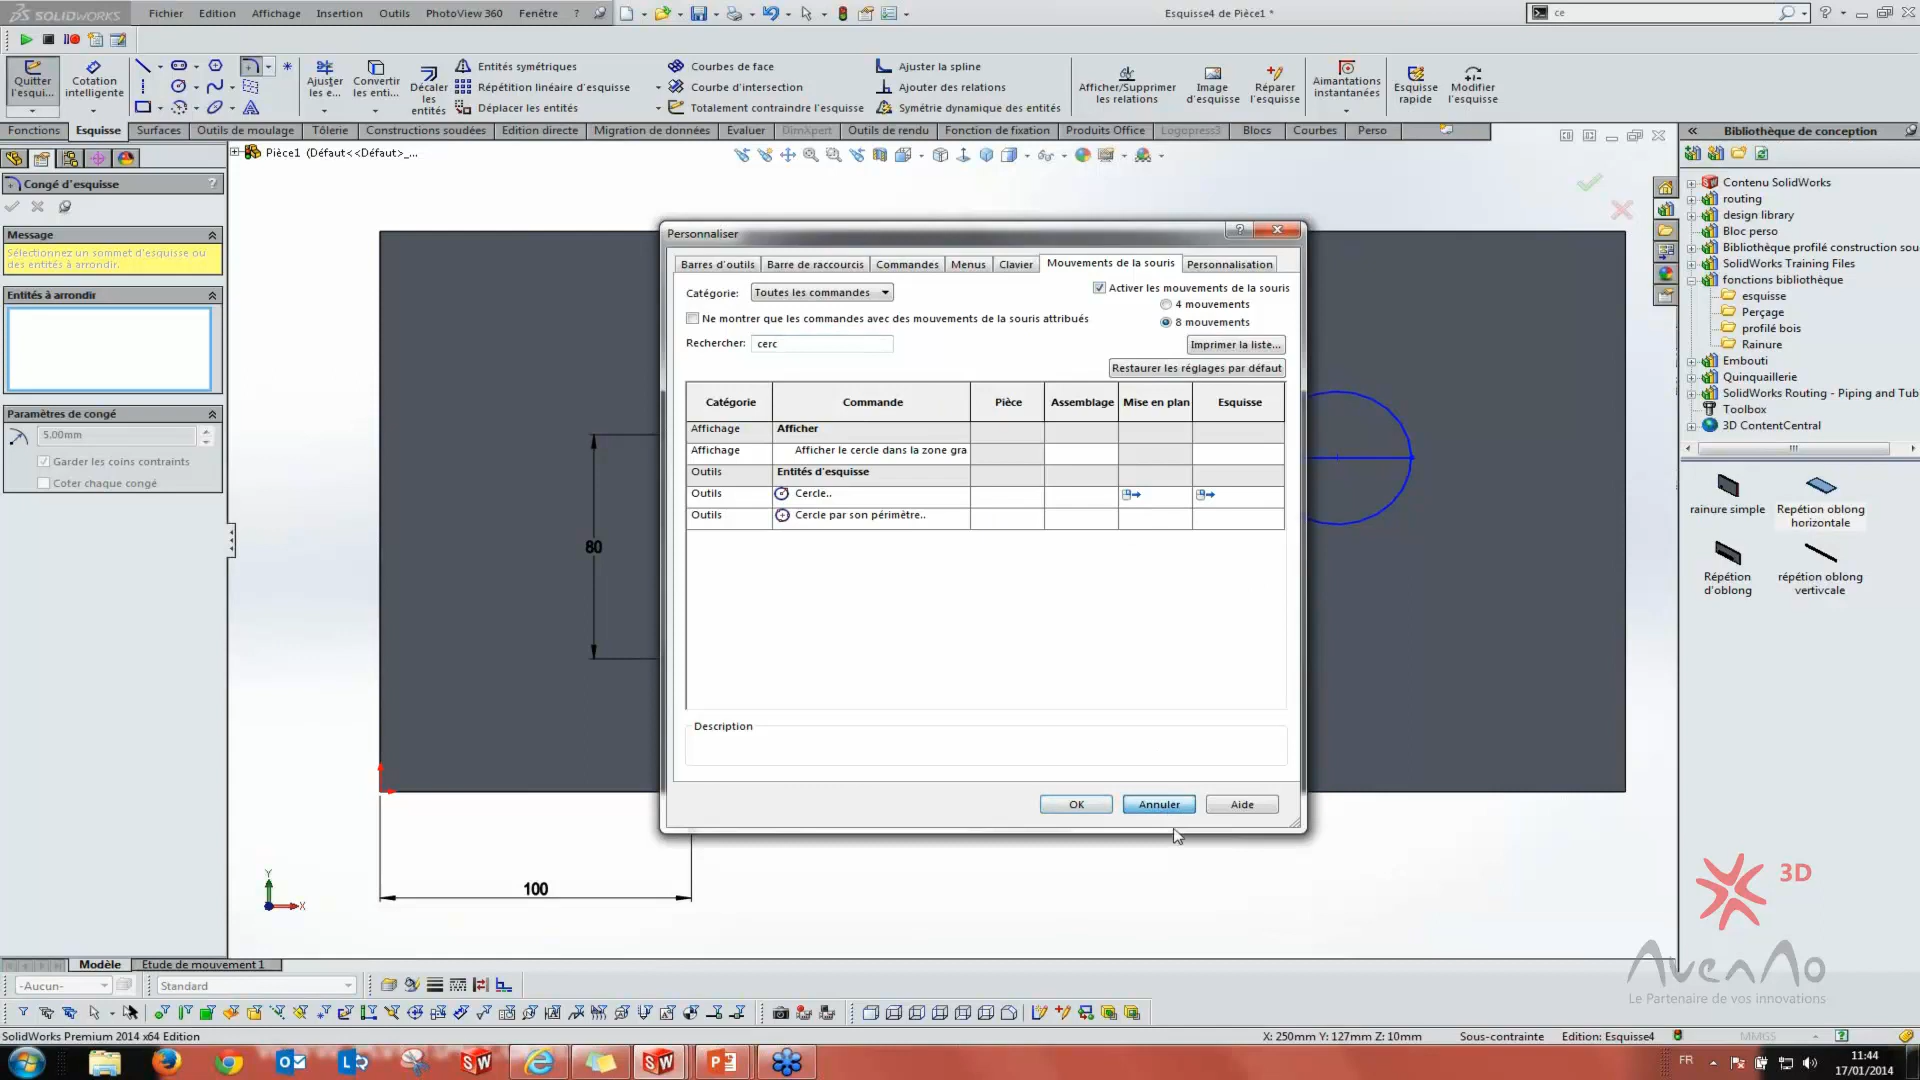 SOLIDWORKS Fichier Edition Affichage Insertion Outils PhotoView 360 Fenêtre ? Esquisse4 de Pièce1 * ce
Quitter l'esqui... Cotation intelligente Ajuster les e... Convertir les enti... Décaler les entités
Entités symétriques Courbes de face Ajuster la spline
Répétition linéaire d'esquisse Courbe d'intersection Ajouter des relations
Déplacer les entités Totalement contraindre l'esquisse Symétrie dynamique des entités
Afficher/Supprimer les relations Image d'esquisse Réparer l'esquisse Aimantations instantanées Esquisse rapide Modifier l'esquisse
Fonctions Esquisse Surfaces Outils de moulage Tôlerie Constructions soudées Edition directe Migration de données Evaluer DimXpert Outils de rendu Fonction de fixation Produits Office Logopress3 Blocs Courbes Perso
Pièce1 (Défaut<<Défaut>_...
Congé d'esquisse ?
Message
Sélectionnez un sommet d'esquisse ou
des entités à arrondir.
Entités à arrondir
Paramètres de congé
5.00mm
Garder les coins contraints
Coter chaque congé
80
100
Y
X
Personnaliser
Barres d'outils Barre de raccourcis Commandes Menus Clavier Mouvements de la souris Personnalisation
Catégorie: Toutes les commandes
Activer les mouvements de la souris
4 mouvements
Ne montrer que les commandes avec des mouvements de la souris attribués
8 mouvements
Rechercher: cerc
Imprimer la liste...
Restaurer les réglages par défaut
Catégorie Commande Pièce Assemblage Mise en plan Esquisse
Affichage Afficher
Affichage Afficher le cercle dans la zone gra
Outils Entités d'esquisse
Outils Cercle..
Outils Cercle par son périmètre..
Description
OK Annuler Aide
Bibliothèque de conception
Contenu SolidWorks
routing
design library
Bloc perso
Bibliothèque profilé construction sou
SolidWorks Training Files
fonctions bibliothèque
esquisse
Perçage
profilé bois
Rainure
Embouti
Quinquaillerie
SolidWorks Routing - Piping and Tub
Toolbox
3D ContentCentral
rainure simple
Repétion oblong
horizontale
Répétion
d'oblong
répétion oblong
vertivcale
3D
AvenAo
Le Partenaire de vos innovations
Modèle Etude de mouvement 1
-Aucun- Standard
SolidWorks Premium 2014 x64 Edition X: 250mm Y: 127mm Z: 10mm Sous-contrainte Edition: Esquisse4 MMGS
FR 11:44
17/01/2014